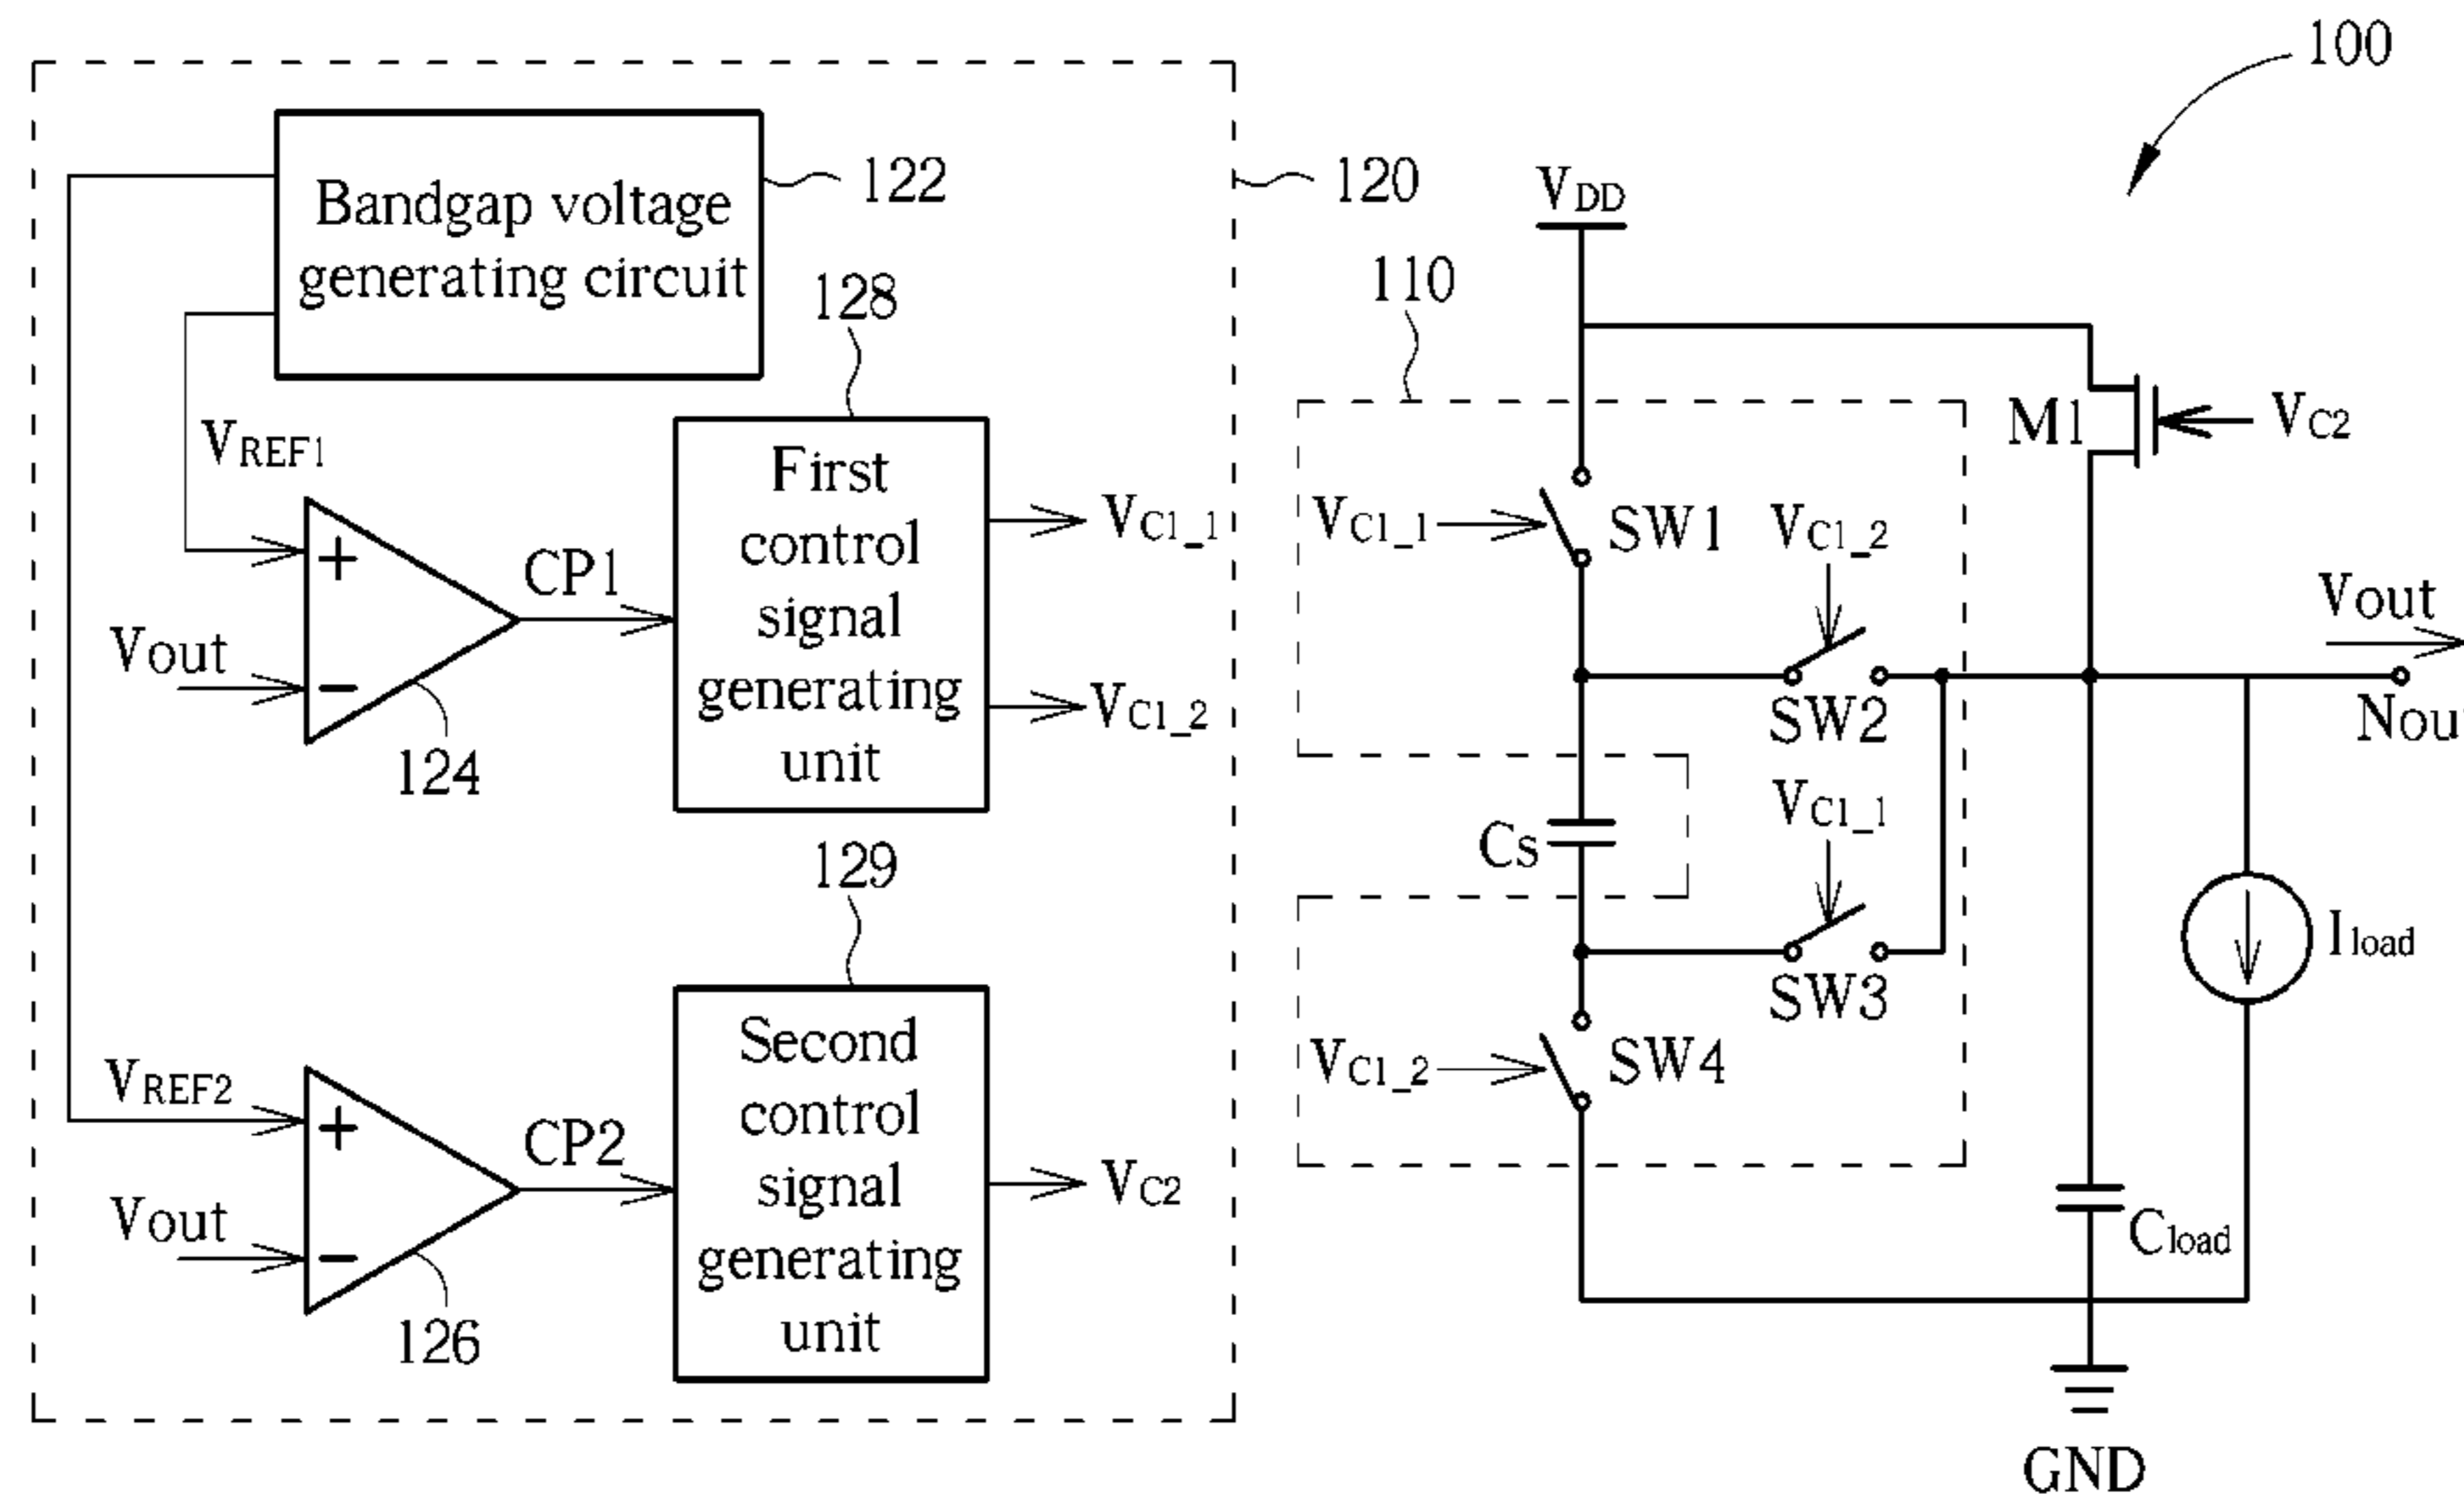 100
Bandgap voltage
generating circuit
122
120
VDD
110
128
VREF1
First
control
signal
generating
unit
+
−
Vout
124
CP1
VC1_1
VC1_2
VC1_1
SW1
VC1_2
SW2
M1
VC2
Vout
Nou
Cs
VC1_1
SW3
Iload
129
VREF2
Second
control
signal
generating
unit
+
−
Vout
126
CP2
VC2
VC1_2
SW4
Cload
GND